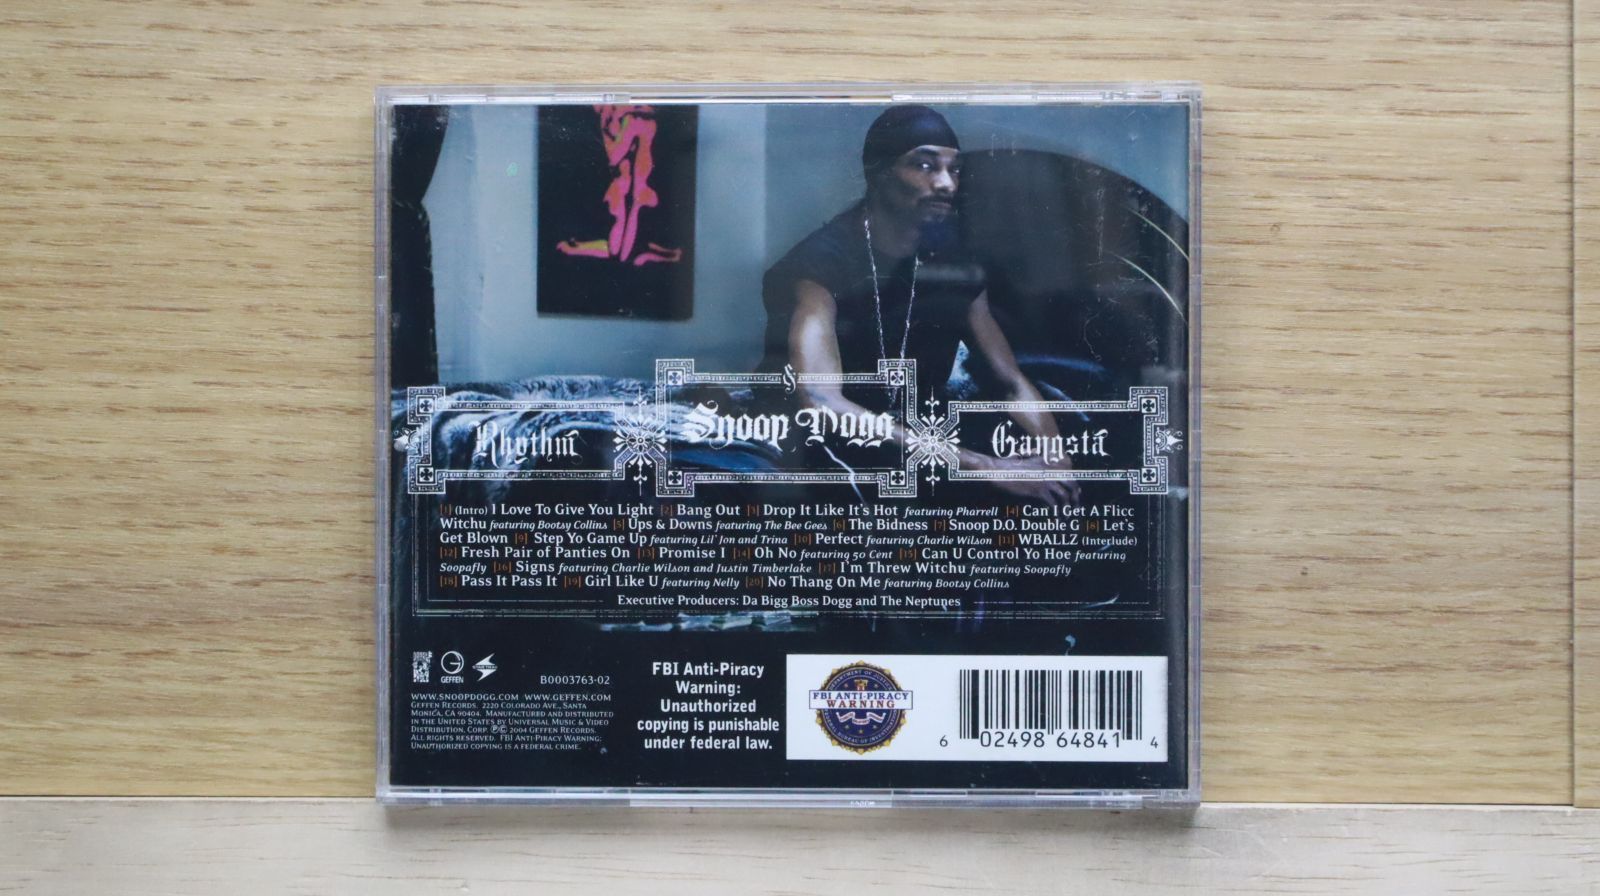 Rhythm Snoop Dogg Gangsta
[1] (Intro) I Love To Give You Light [2] Bang Out [3] Drop It Like It's Hot featuring Pharrell [4] Can I Get A Flicc
Witchu featuring Bootsy Collins [5] Ups & Downs featuring The Bee Gees [6] The Bidness [7] Snoop D.O. Double G [8] Let's
Get Blown [9] Step Yo Game Up featuring Lil' Jon and Trina [10] Perfect featuring Charlie Wilson [11] WBALLZ (Interlude)
[12] Fresh Pair of Panties On [13] Promise I [14] Oh No featuring 50 Cent [15] Can U Control Yo Hoe featuring
Soopafly [16] Signs featuring Charlie Wilson and Justin Timberlake [17] I'm Threw Witchu featuring Soopafly
[18] Pass It Pass It [19] Girl Like U featuring Nelly [20] No Thang On Me featuring Bootsy Collins
Executive Producers: Da Bigg Boss Dogg and The Neptunes
GEFFEN
B0003763-02
WWW.SNOOPDOGG.COM WWW.GEFFEN.COM
GEFFEN RECORDS. 2220 COLORADO AVE., SANTA
MONICA, CA 90404. MANUFACTURED AND DISTRIBUTED
IN THE UNITED STATES BY UNIVERSAL MUSIC & VIDEO
DISTRIBUTION, CORP. ℗© 2004 GEFFEN RECORDS.
ALL RIGHTS RESERVED. FBI ANTI-PIRACY WARNING:
UNAUTHORIZED COPYING IS A FEDERAL CRIME.
FBI Anti-Piracy
Warning:
Unauthorized
copying is punishable
under federal law.
DEPARTMENT OF JUSTICE
FBI ANTI-PIRACY
WARNING
FEDERAL BUREAU OF INVESTIGATION
6 02498 64841 4